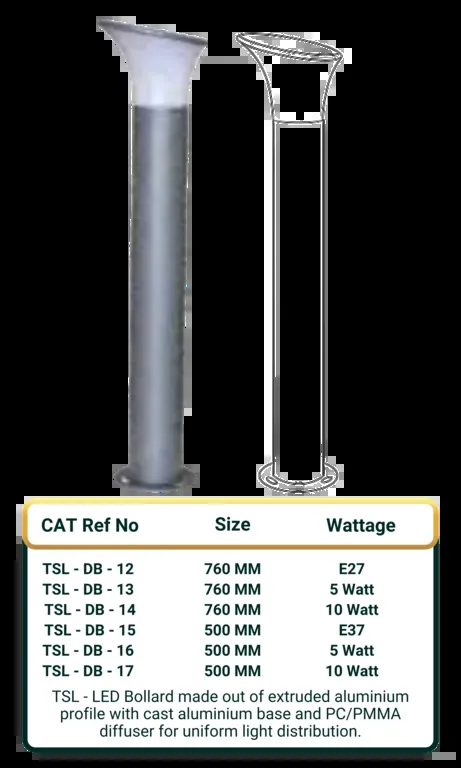 CAT Ref No Size Wattage
TSL - DB - 12 760 MM E27
TSL - DB - 13 760 MM 5 Watt
TSL - DB - 14 760 MM 10 Watt
TSL - DB - 15 500 MM E37
TSL - DB - 16 500 MM 5 Watt
TSL - DB - 17 500 MM 10 Watt
TSL - LED Bollard made out of extruded aluminium
profile with cast aluminium base and PC/PMMA
diffuser for uniform light distribution.